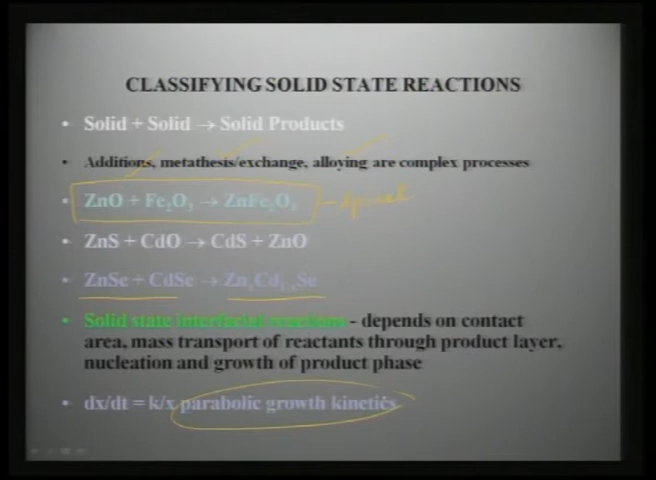 CLASSIFYING SOLID STATE REACTIONS
• Solid + Solid → Solid Products
• Additions, metathesis/exchange, alloying are complex processes
• ZnO + Fe₂O₃ → ZnFe₂O₄ - spinel
• ZnS + CdO → CdS + ZnO
• ZnSe + CdSe → ZnₓCd₁₋ₓSe
• Solid state interfacial reactions - depends on contact
area, mass transport of reactants through product layer,
nucleation and growth of product phase
• dx/dt = k/x parabolic growth kinetics